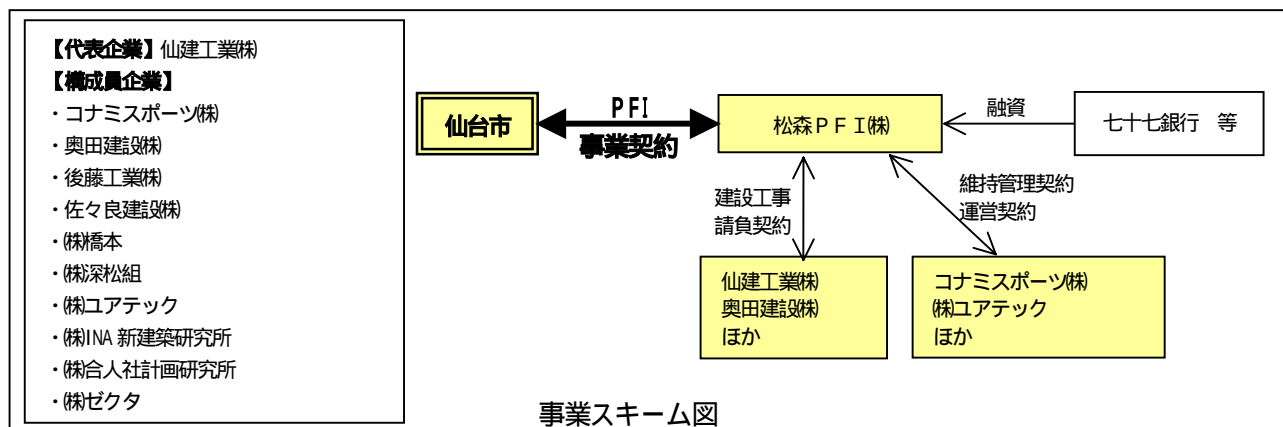 【代表企業】仙建工業㈱
【構成員企業】
・コナミスポーツ㈱
・奥田建設㈱
・後藤工業㈱
・佐々良建設㈱
・㈱橋本
・㈱深松組
・㈱ユアテック
・㈱INA 新建築研究所
・㈱合人社計画研究所
・㈱ゼクタ
仙台市
PFI
事業契約
松森ＰＦＩ㈱
融資
七十七銀行　等
建設工事
請負契約
維持管理契約
運営契約
仙建工業㈱
奥田建設㈱
ほか
コナミスポーツ㈱
㈱ユアテック
ほか
事業スキーム図